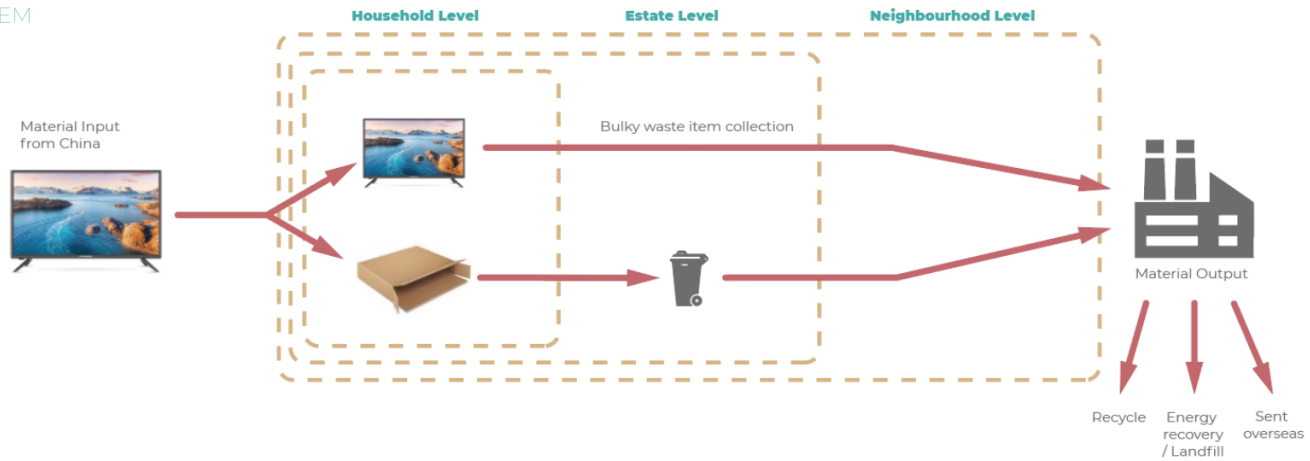 EM
Household Level
Estate Level
Neighbourhood Level
Material Input
from China
Bulky waste item collection
Material Output
Recycle
Energy
recovery
/ Landfill
Sent
overseas